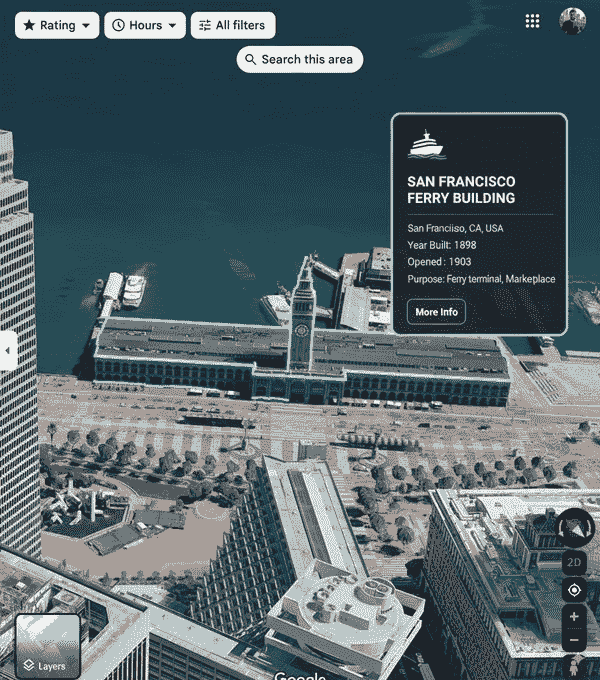 Rating
Hours
All filters
Search this area
SAN FRANCISCO
FERRY BUILDING
San Franciiso, CA, USA
Year Built: 1898
Opened : 1903
Purpose: Ferry terminal, Markeplace
More Info
2D
Layers
Google